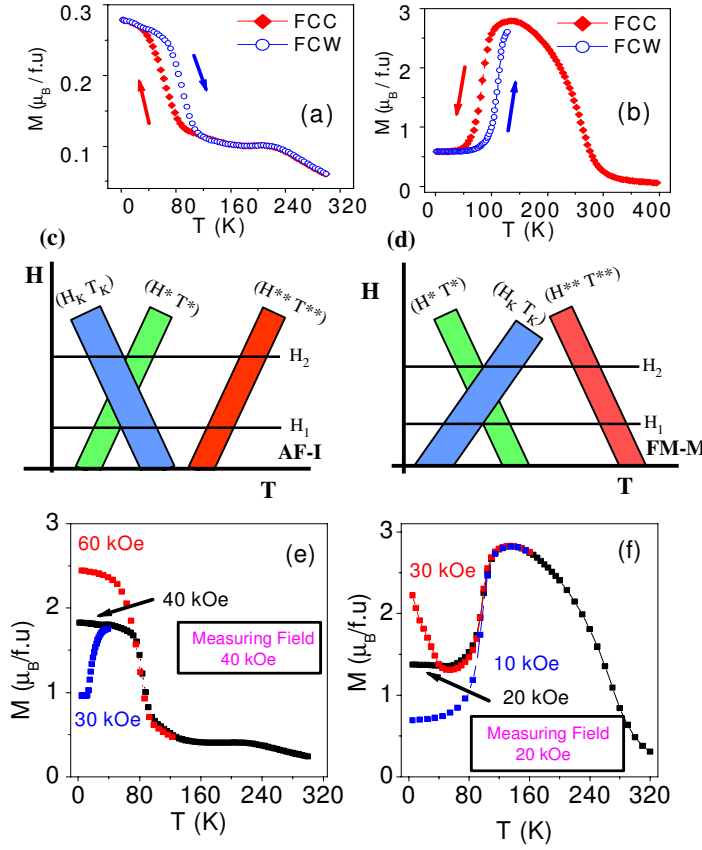 0.3
0.2
0.1
M (μB / f.u)
FCC
FCW
(a)
0 80 160 240 320
T (K)
3
2
1
0
M (μB / f.u)
FCC
FCW
(b)
0 100 200 300 400
T (K)
(c)
H
(HK TK)
(H* T*)
(H** T**)
H2
H1
AF-I
T
(d)
H
(H* T*)
(HK TK)
(H** T**)
H2
H1
FM-M
T
3
2
1
0
M (μB/f.u)
60 kOe
(e)
40 kOe
Measuring Field
40 kOe
30 kOe
0 80 160 240 320
T (K)
3
2
1
0
M (μB/f.u)
(f)
30 kOe
10 kOe
20 kOe
Measuring Field
20 kOe
0 80 160 240 320
T (K)